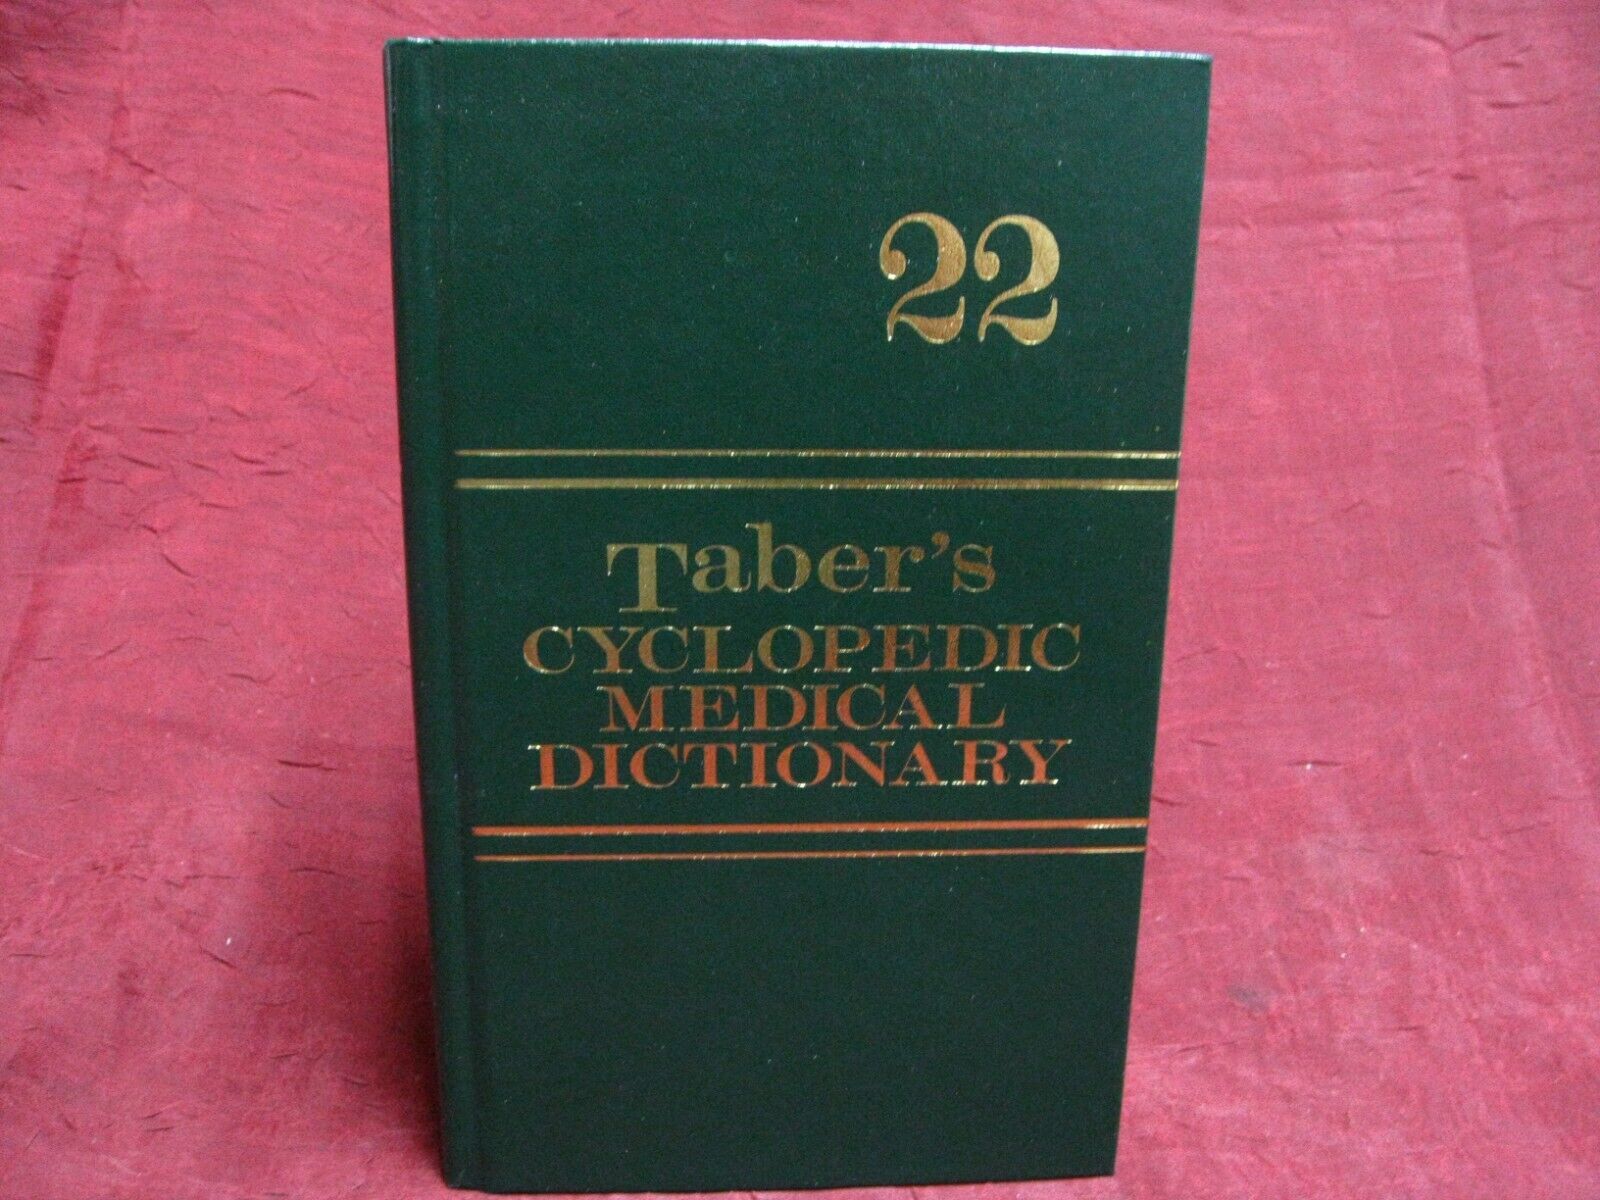 22
Taber's
CYCLOPEDIC
MEDICAL
DICTIONARY